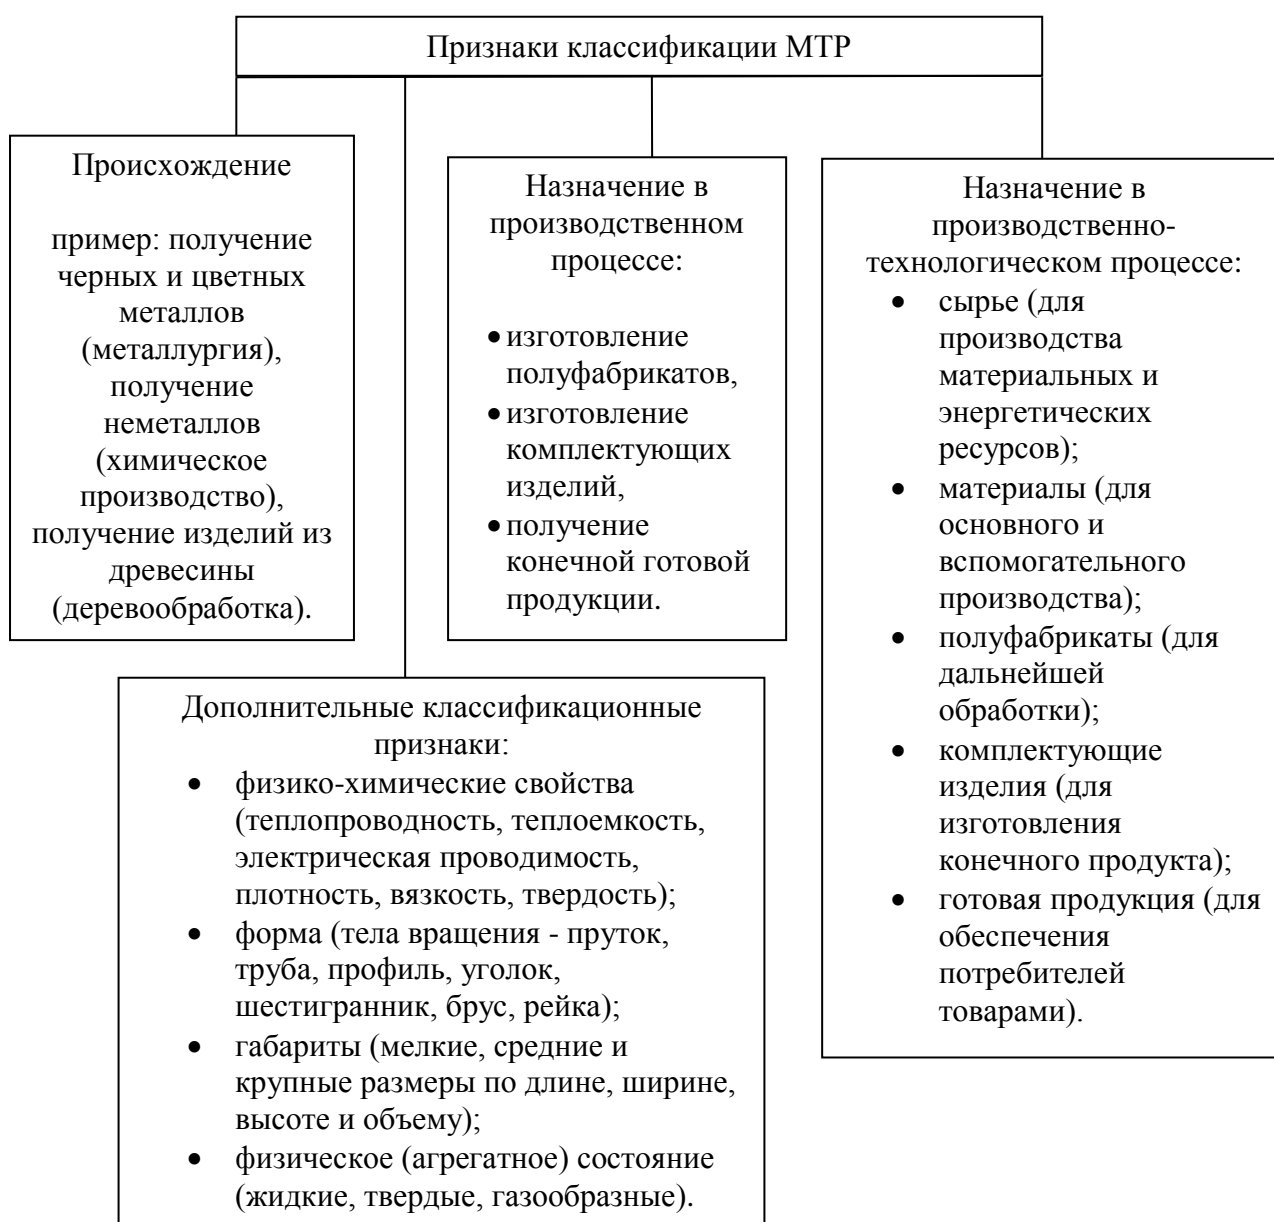 Признаки классификации МТР
Происхождение
пример: получение
черных и цветных
металлов
(металлургия),
получение
неметаллов
(химическое
производство),
получение изделий из
древесины
(деревообработка).
Назначение в
производственном
процессе:
• изготовление
полуфабрикатов,
• изготовление
комплектующих
изделий,
• получение
конечной готовой
продукции.
Назначение в
производственно-
технологическом процессе:
• сырье (для
производства
материальных и
энергетических
ресурсов);
• материалы (для
основного и
вспомогательного
производства);
• полуфабрикаты (для
дальнейшей
обработки);
• комплектующие
изделия (для
изготовления
конечного продукта);
• готовая продукция (для
обеспечения
потребителей
товарами).
Дополнительные классификационные
признаки:
• физико-химические свойства
(теплопроводность, теплоемкость,
электрическая проводимость,
плотность, вязкость, твердость);
• форма (тела вращения - пруток,
труба, профиль, уголок,
шестигранник, брус, рейка);
• габариты (мелкие, средние и
крупные размеры по длине, ширине,
высоте и объему);
• физическое (агрегатное) состояние
(жидкие, твердые, газообразные).